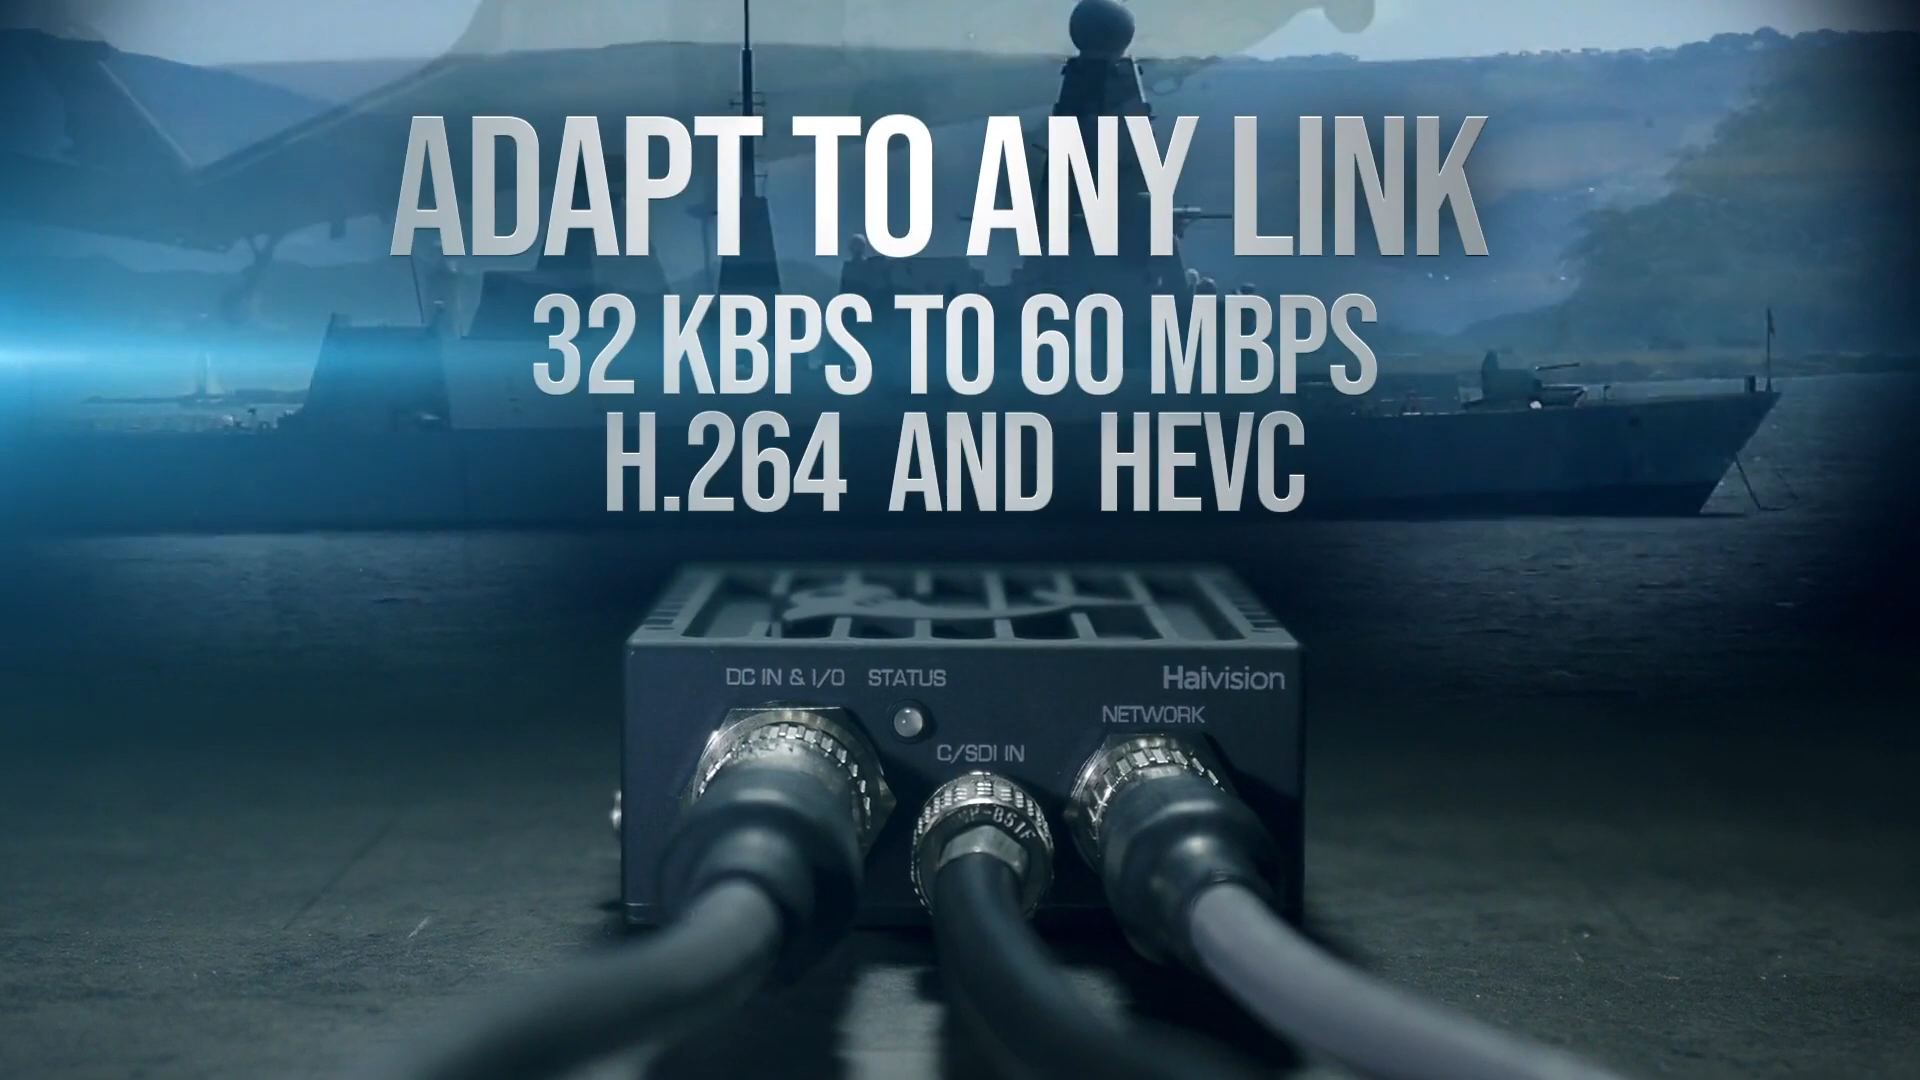 ADAPT TO ANY LINK
32 KBPS TO 60 MBPS
H.264 AND HEVC
DC IN & I/O STATUS
Haivision
NETWORK
C/SDI IN